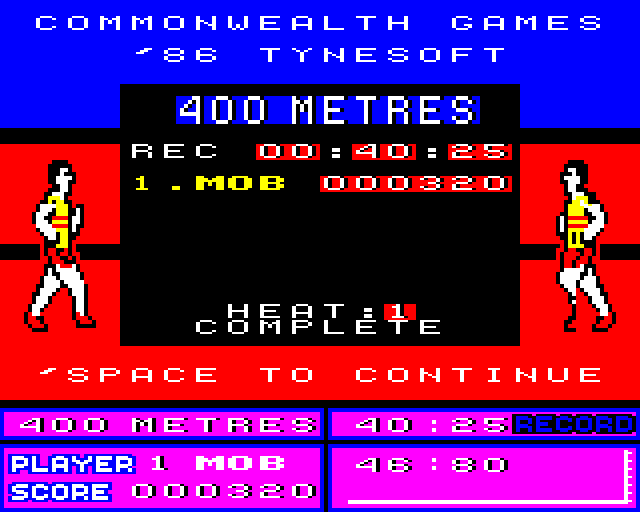 COMMONWEALTH GAMES
'86 TYNESOFT
400 METRES
REC 00:40:25
1.MOB 000320
HEAT:1
COMPLETE
'SPACE TO CONTINUE
400 METRES
40:25 RECORD
PLAYER 1 MOB
46:80
SCORE 000320